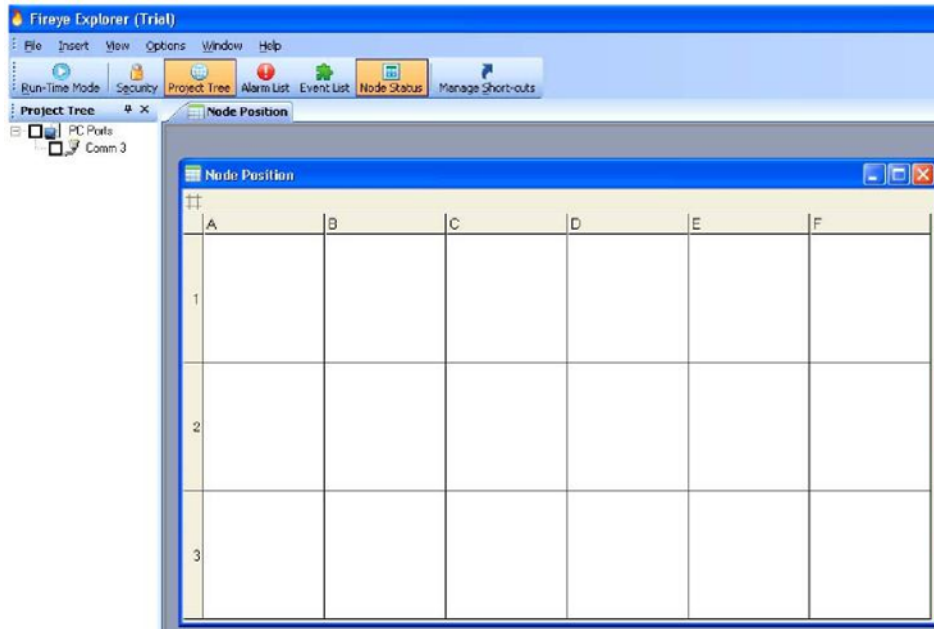 Fireye Explorer (Trial)
File Insert View Options Window Help
Run-Time Mode Security Project Tree Alarm List Event List Node Status Manage Short-cuts
Project Tree
Node Position
PC Ports
Comm 3
Node Position
A B C D E F
1
2
3